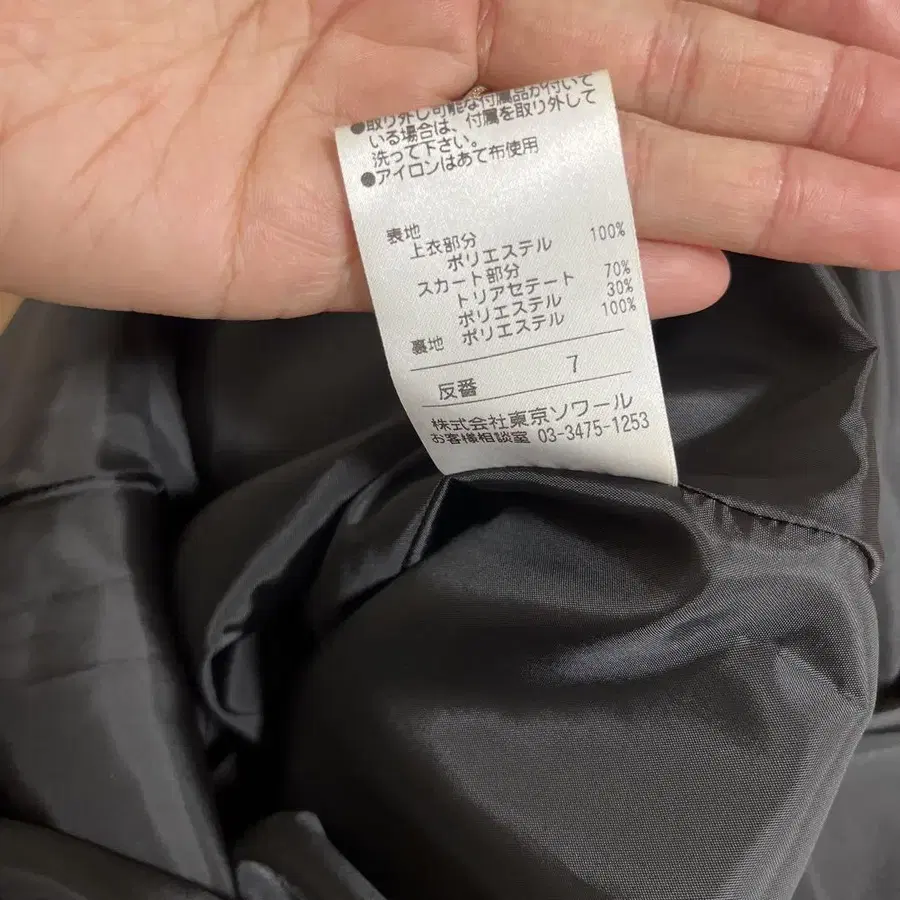 ●取り外し可能な付属品が付いて
いる場合は、付属を取り外して
洗って下さい。
●アイロンはあて布使用
表地
上衣部分
ポリエステル 100%
スカート部分
トリアセテート 70%
ポリエステル 30%
裏地 ポリエステル 100%
反番 7
株式会社東京ソワール
お客様相談室 03-3475-1253